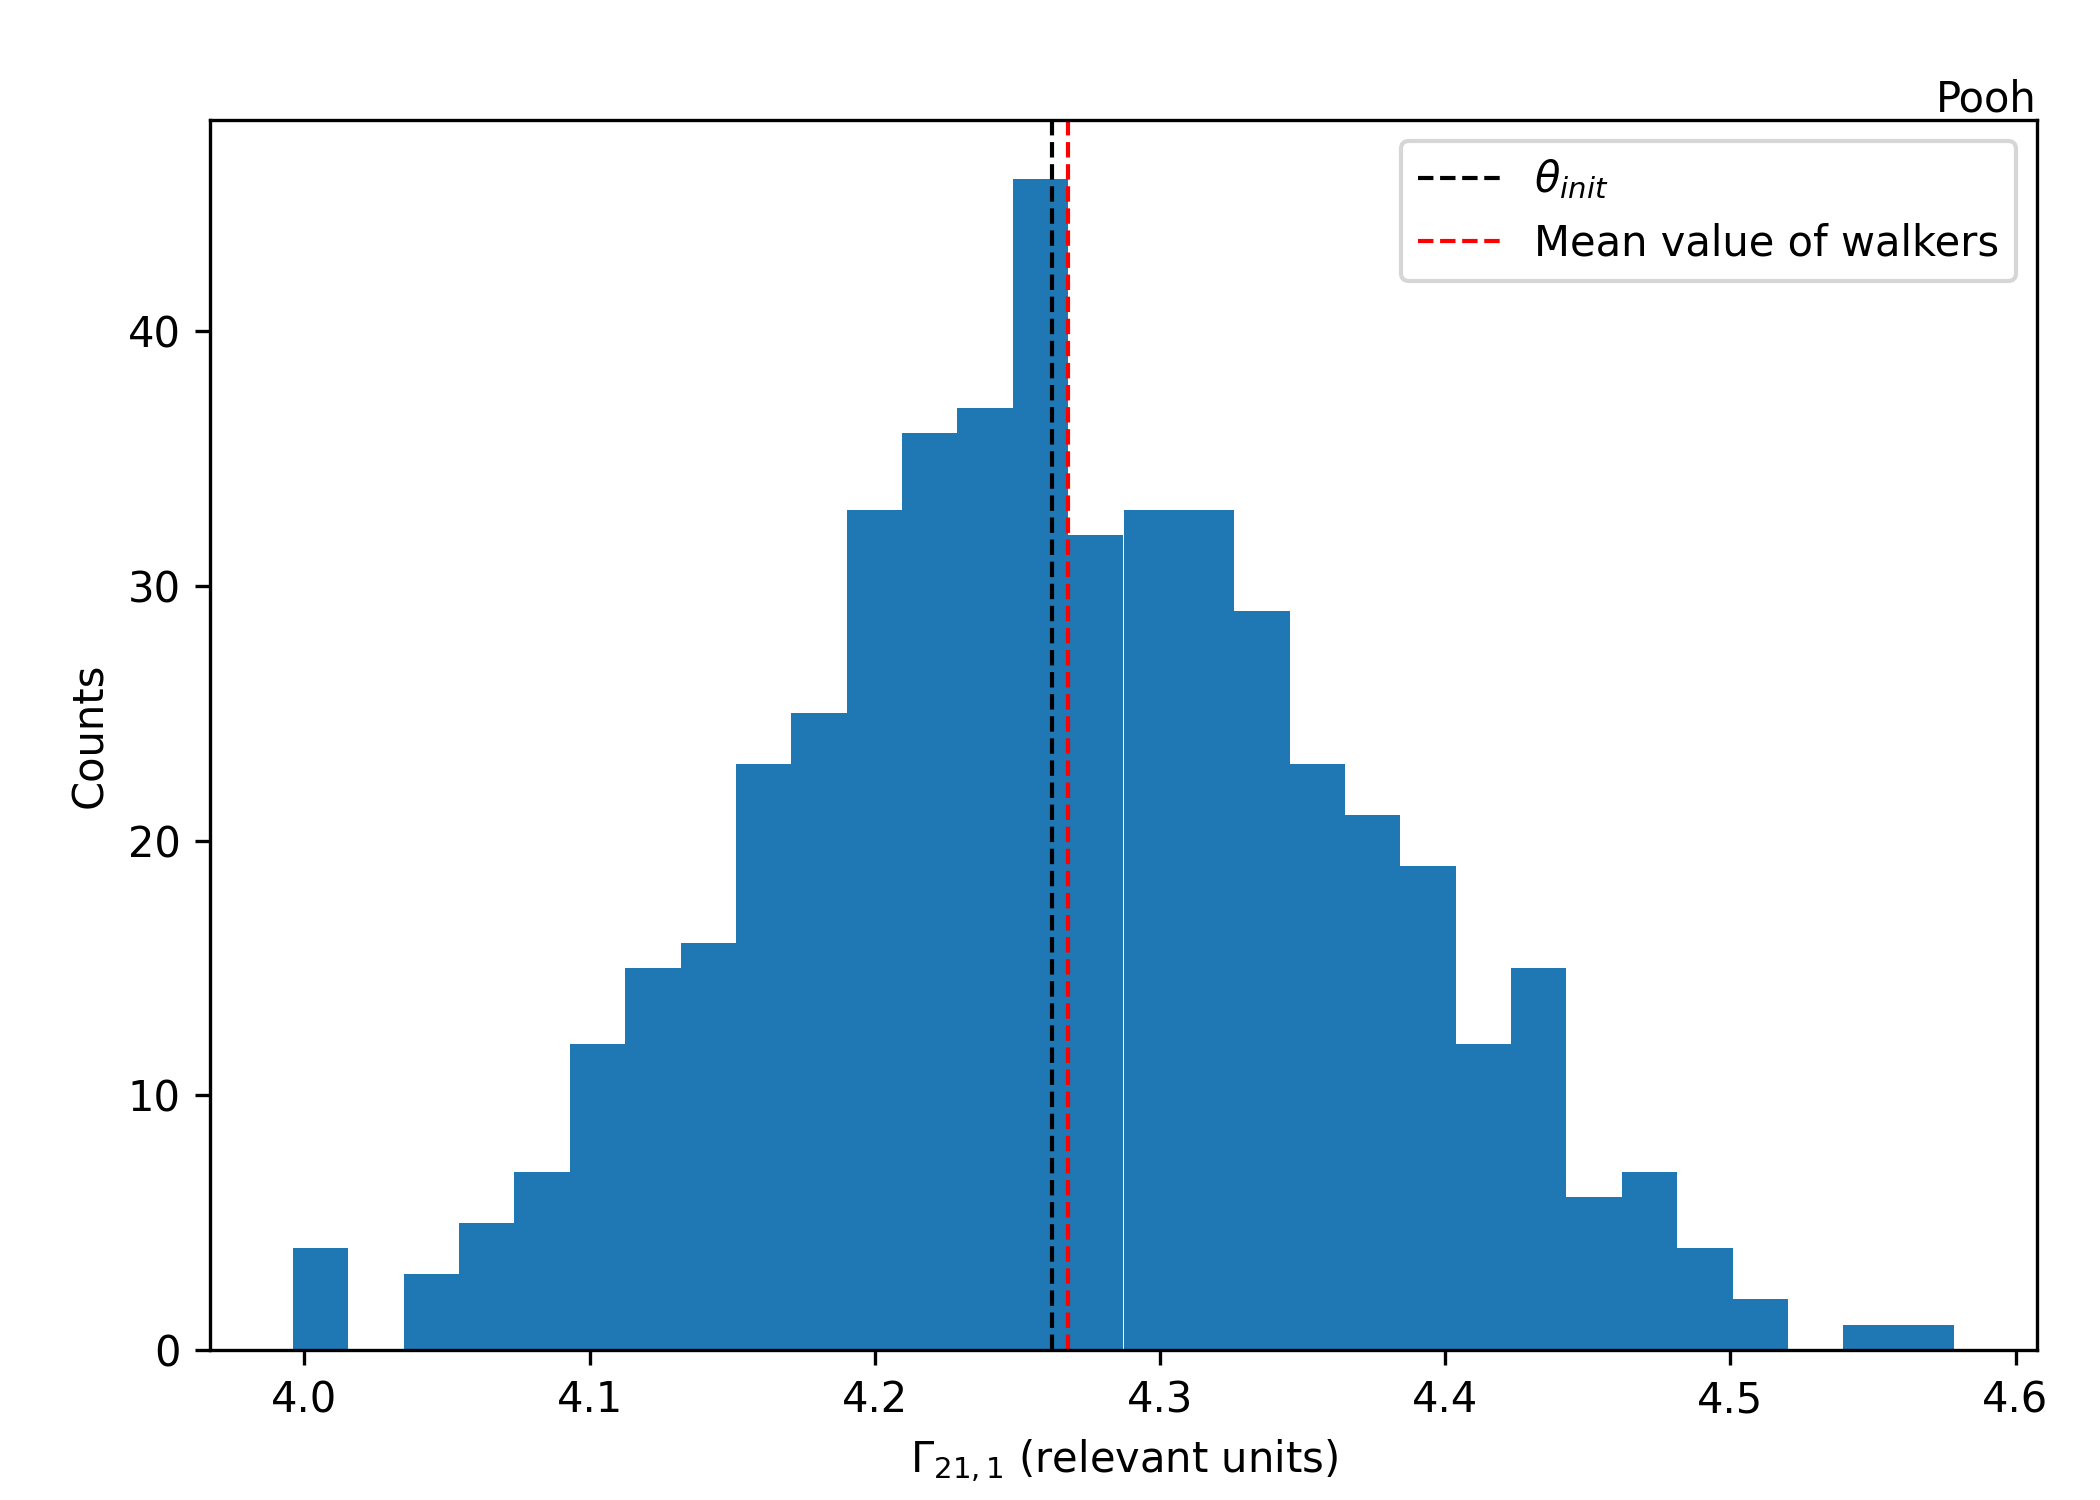 Pooh
θinit
Mean value of walkers
40
30
20
10
0
Counts
4.0 4.1 4.2 4.3 4.4 4.5 4.6
Γ21, 1 (relevant units)